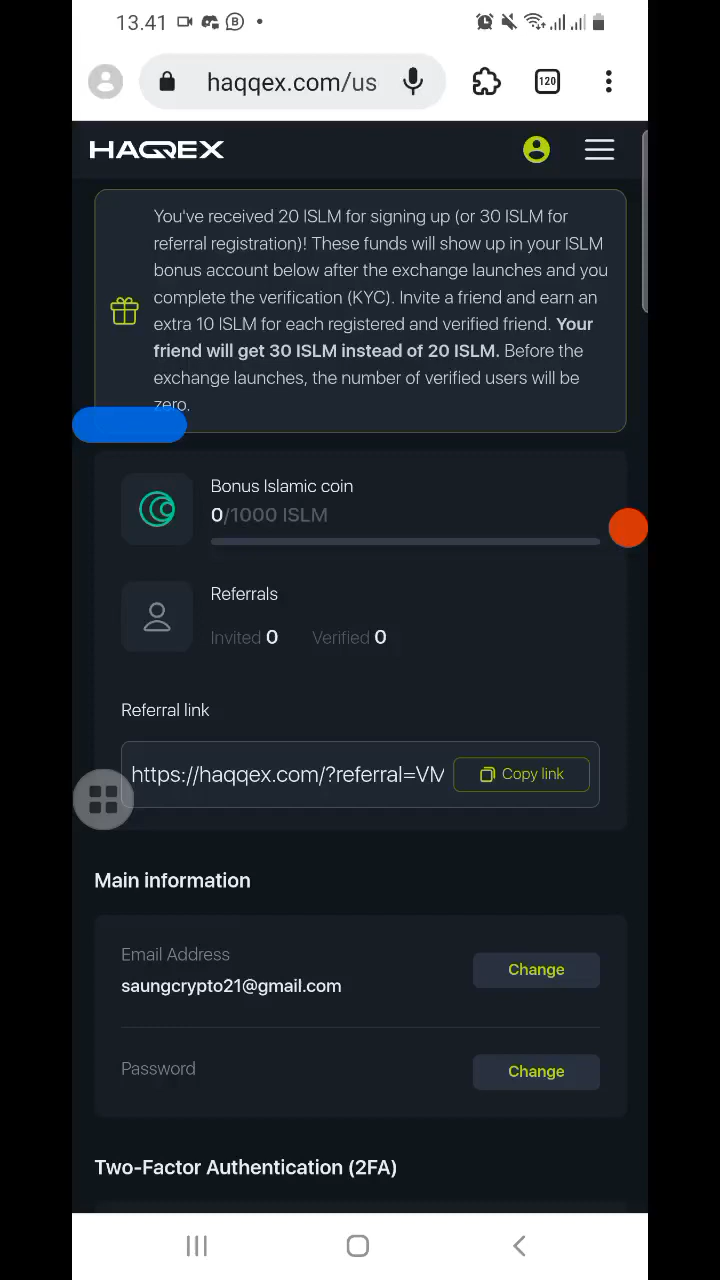 13.41
haqqex.com/us
120
HAQQEX
You've received 20 ISLM for signing up (or 30 ISLM for
referral registration)! These funds will show up in your ISLM
bonus account below after the exchange launches and you
complete the verification (KYC). Invite a friend and earn an
extra 10 ISLM for each registered and verified friend. Your
friend will get 30 ISLM instead of 20 ISLM. Before the
exchange launches, the number of verified users will be
zero.
Bonus Islamic coin
0/1000 ISLM
Referrals
Invited 0 Verified 0
Referral link
https://haqqex.com/?referral=VM Copy link
Main information
Email Address
saungcrypto21@gmail.com
Change
Password
Change
Two-Factor Authentication (2FA)